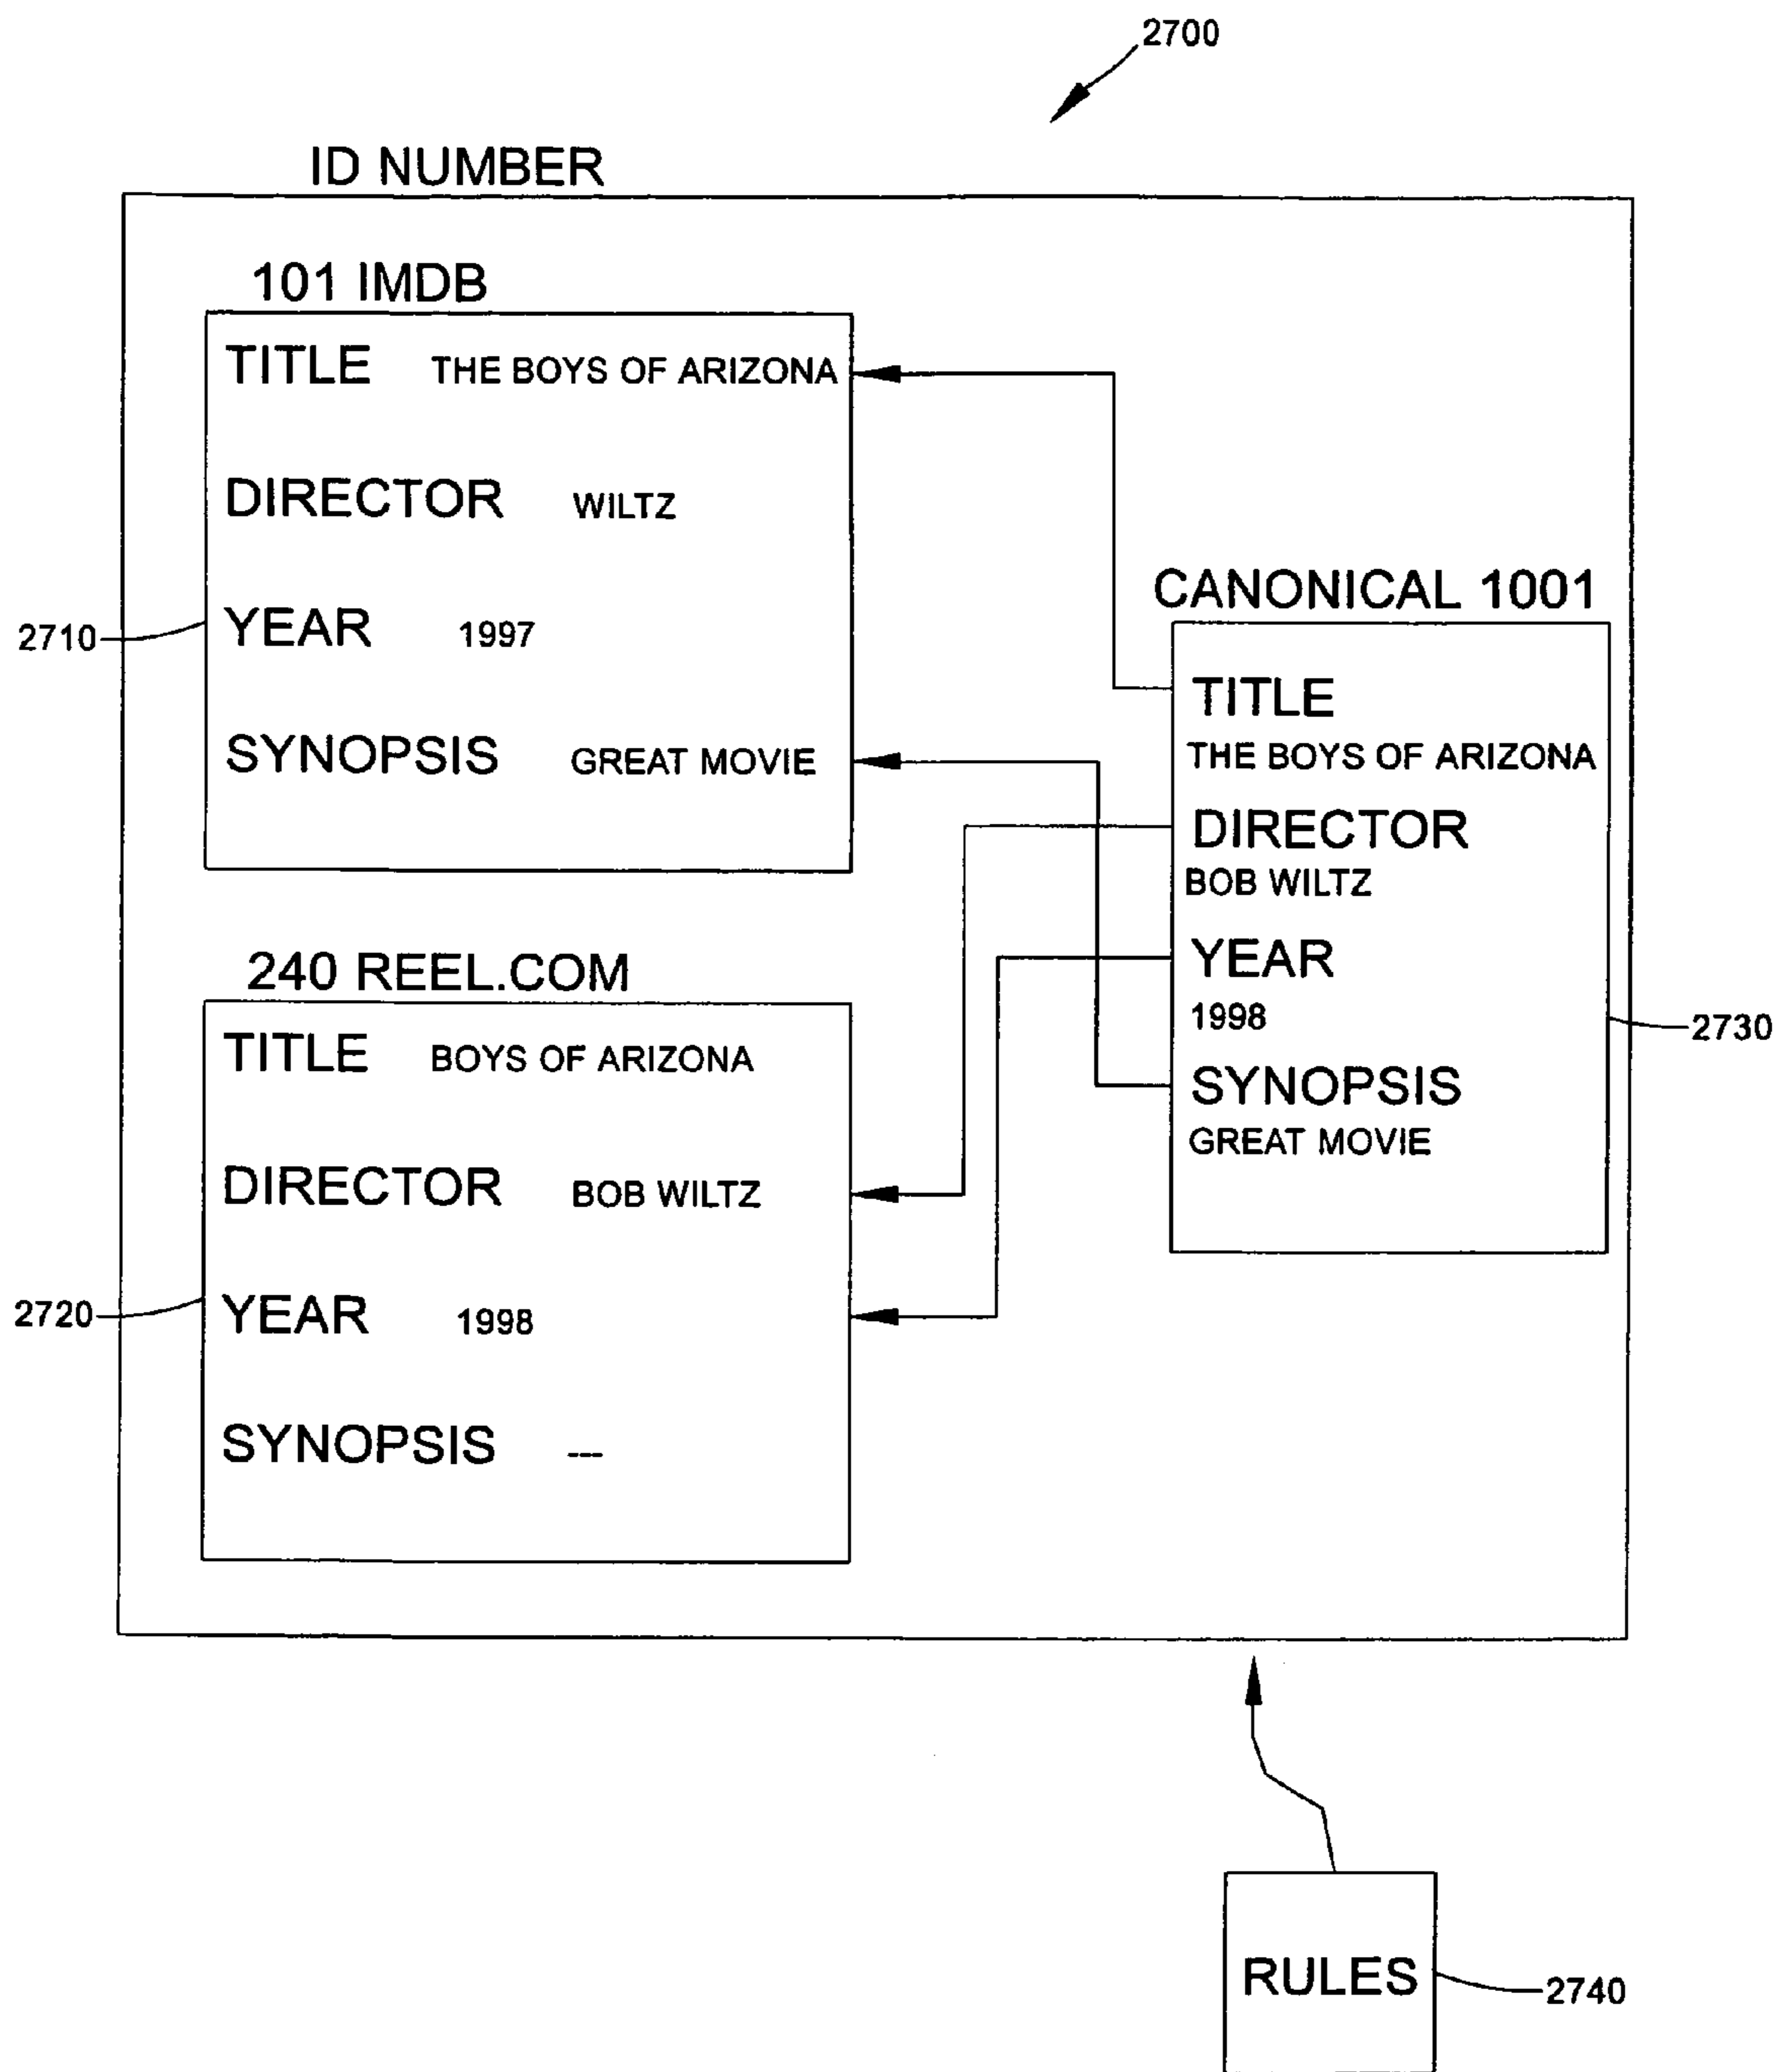 2700
ID NUMBER
101 IMDB
TITLE THE BOYS OF ARIZONA
DIRECTOR WILTZ
2710
YEAR 1997
SYNOPSIS GREAT MOVIE
240 REEL.COM
TITLE BOYS OF ARIZONA
DIRECTOR BOB WILTZ
2720
YEAR 1998
SYNOPSIS ---
CANONICAL 1001
TITLE
THE BOYS OF ARIZONA
DIRECTOR
BOB WILTZ
YEAR
1998
2730
SYNOPSIS
GREAT MOVIE
RULES
2740